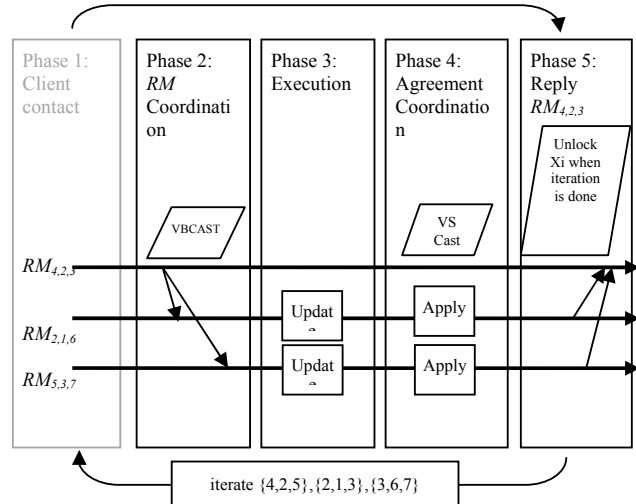 Phase 1:
Client
contact
Phase 2:
RM
Coordinati
on
Phase 3:
Execution
Phase 4:
Agreement
Coordinatio
n
Phase 5:
Reply
RM4,2,3
Unlock
Xi when
iteration
is done
VBCAST
VS
Cast
RM4,2,3
RM2,1,6
RM5,3,7
Updat
Apply
Updat
Apply
iterate {4,2,5},{2,1,3},{3,6,7}